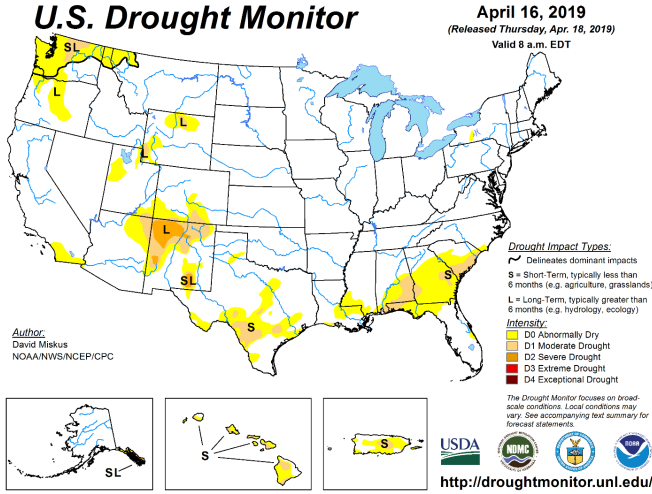 U.S. Drought Monitor
April 16, 2019
(Released Thursday, Apr. 18, 2019)
Valid 8 a.m. EDT
SL
L
L
L
L
SL
S
S
Drought Impact Types:
Delineates dominant impacts
S = Short-Term, typically less than
6 months (e.g. agriculture, grasslands)
L = Long-Term, typically greater than
6 months (e.g. hydrology, ecology)
Intensity:
D0 Abnormally Dry
D1 Moderate Drought
D2 Severe Drought
D3 Extreme Drought
D4 Exceptional Drought
Author:
David Miskus
NOAA/NWS/NCEP/CPC
The Drought Monitor focuses on broad-
scale conditions. Local conditions may
vary. See accompanying text summary for
forecast statements.
SL
S
S
USDA
NDMC
NOAA
http://droughtmonitor.unl.edu/